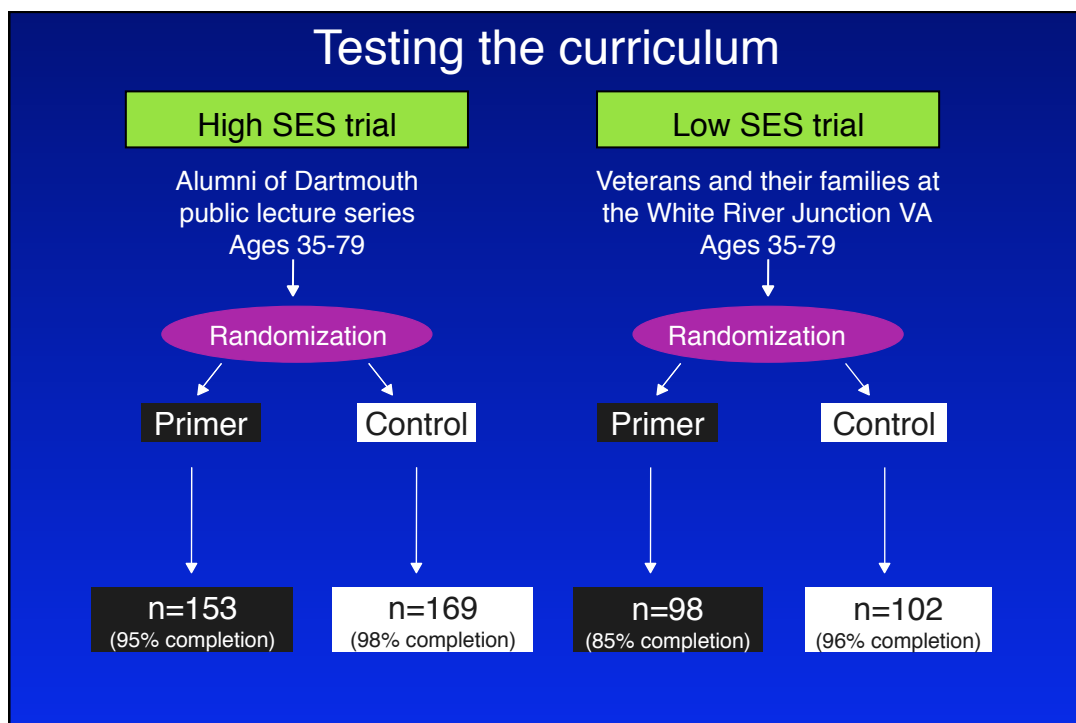 Testing the curriculum
High SES trial
Alumni of Dartmouth
public lecture series
Ages 35-79
Randomization
Primer
Control
n=153
(95% completion)
n=169
(98% completion)
Low SES trial
Veterans and their families at
the White River Junction VA
Ages 35-79
Randomization
Primer
Control
n=98
(85% completion)
n=102
(96% completion)